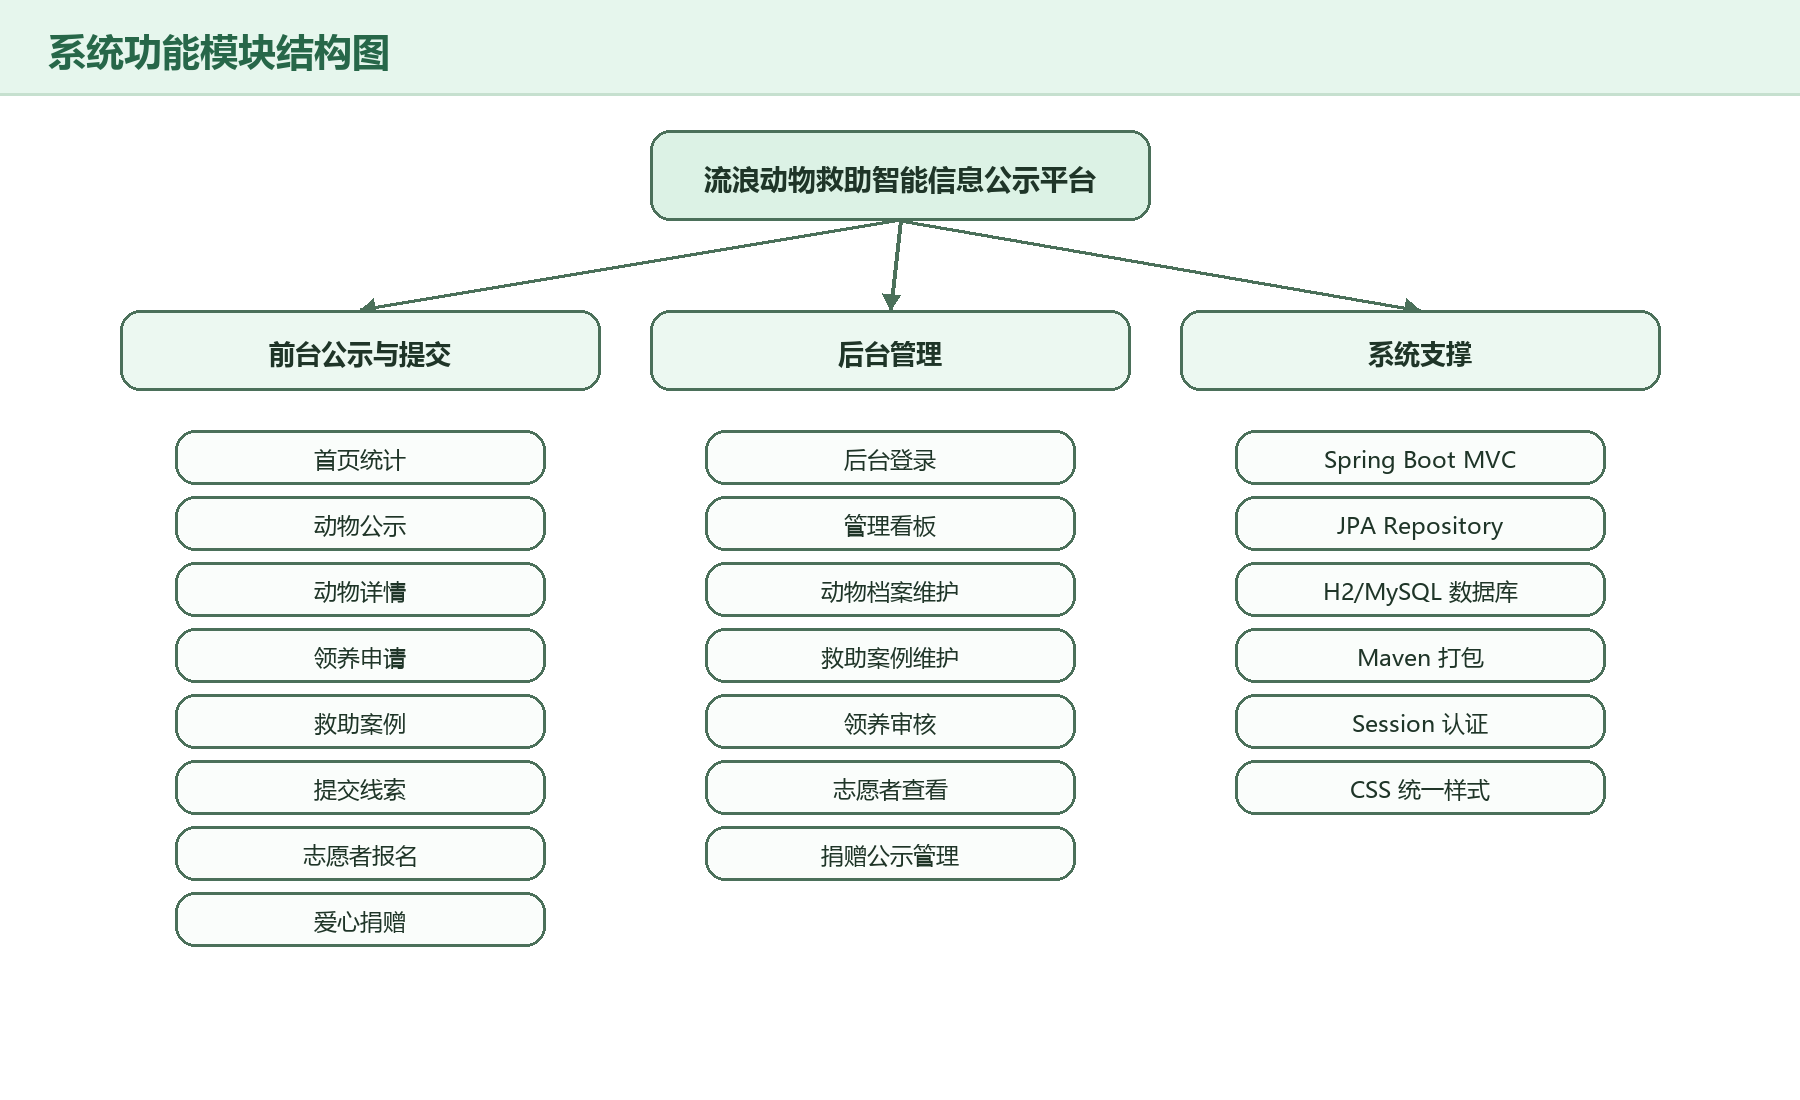 系统功能模块结构图
流浪动物救助智能信息公示平台
前台公示与提交
后台管理
系统支撑
首页统计
动物公示
动物详情
领养申请
救助案例
提交线索
志愿者报名
爱心捐赠
后台登录
管理看板
动物档案维护
救助案例维护
领养审核
志愿者查看
捐赠公示管理
Spring Boot MVC
JPA Repository
H2/MySQL 数据库
Maven 打包
Session 认证
CSS 统一样式